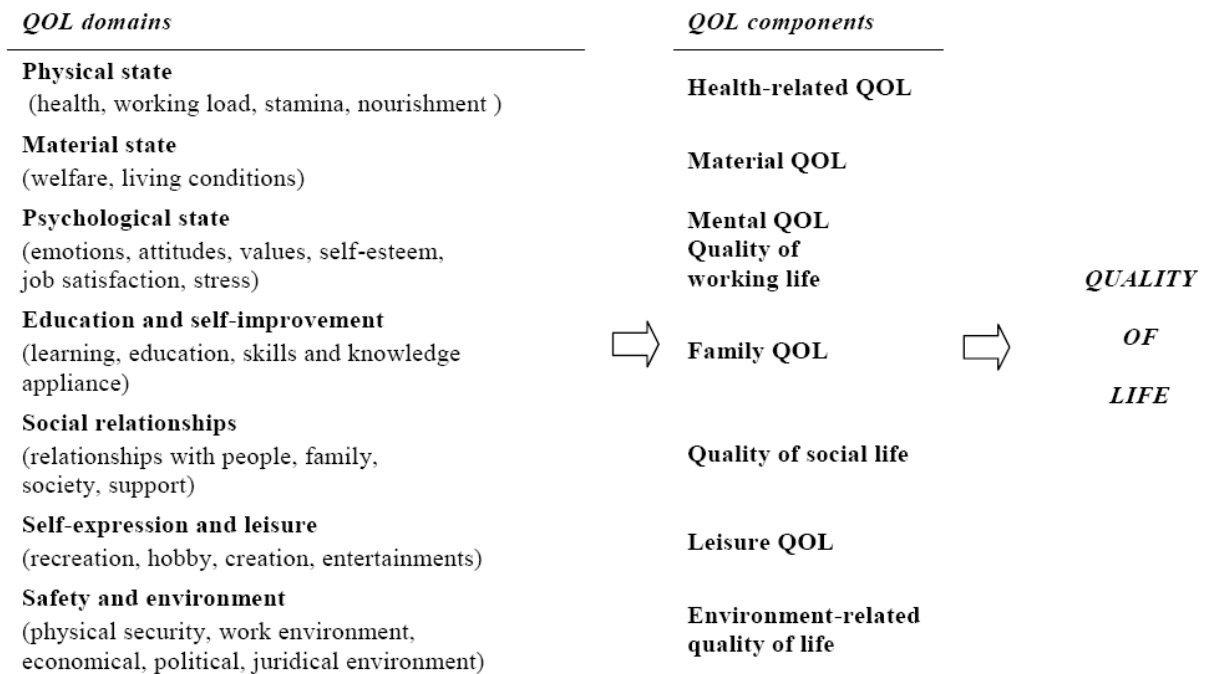 QOL domains
Physical state
(health, working load, stamina, nourishment )
Material state
(welfare, living conditions)
Psychological state
(emotions, attitudes, values, self-esteem,
job satisfaction, stress)
Education and self-improvement
(learning, education, skills and knowledge
appliance)
Social relationships
(relationships with people, family,
society, support)
Self-expression and leisure
(recreation, hobby, creation, entertainments)
Safety and environment
(physical security, work environment,
economical, political, juridical environment)
QOL components
Health-related QOL
Material QOL
Mental QOL
Quality of
working life
Family QOL
Quality of social life
Leisure QOL
Environment-related
quality of life
QUALITY
OF
LIFE